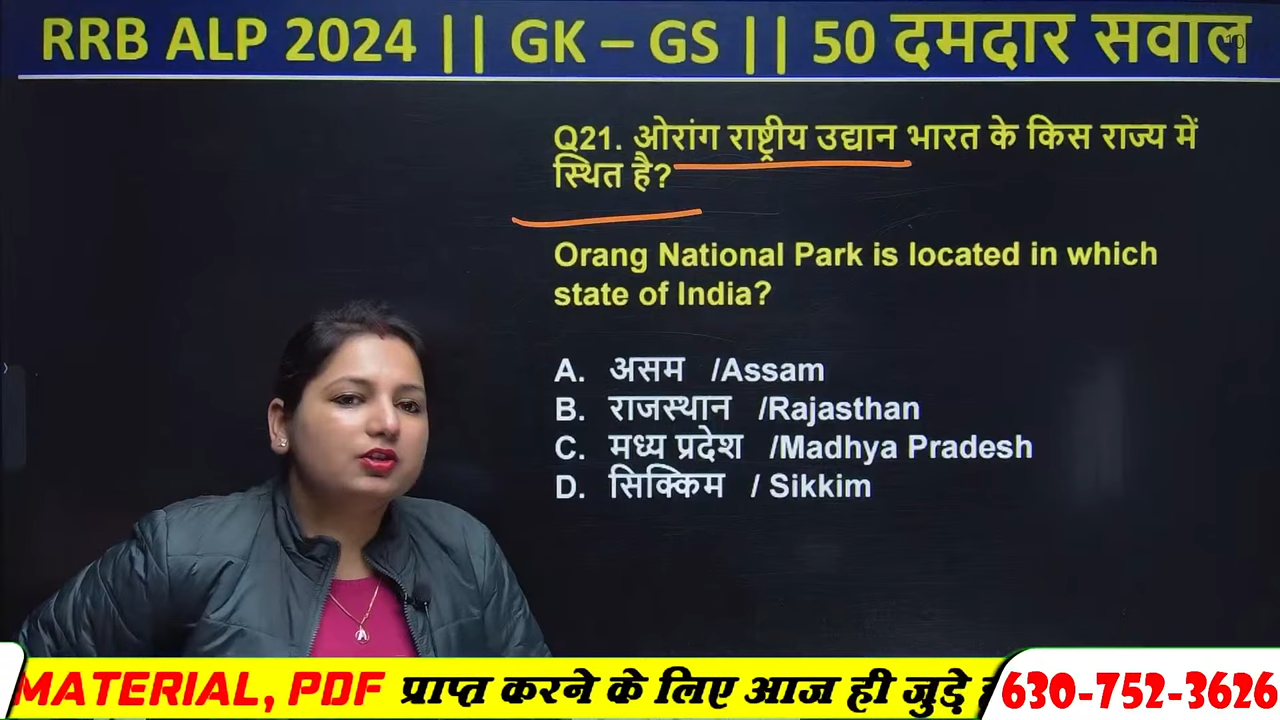 RRB ALP 2024 || GK – GS || 50 दमदार सवाल
Q21. ओरांग राष्ट्रीय उद्यान भारत के किस राज्य में
स्थित है?
Orang National Park is located in which
state of India?
A. असम /Assam
B. राजस्थान /Rajasthan
C. मध्य प्रदेश /Madhya Pradesh
D. सिक्किम / Sikkim
MATERIAL, PDF प्राप्त करने के लिए आज ही जुड़े
630-752-3626